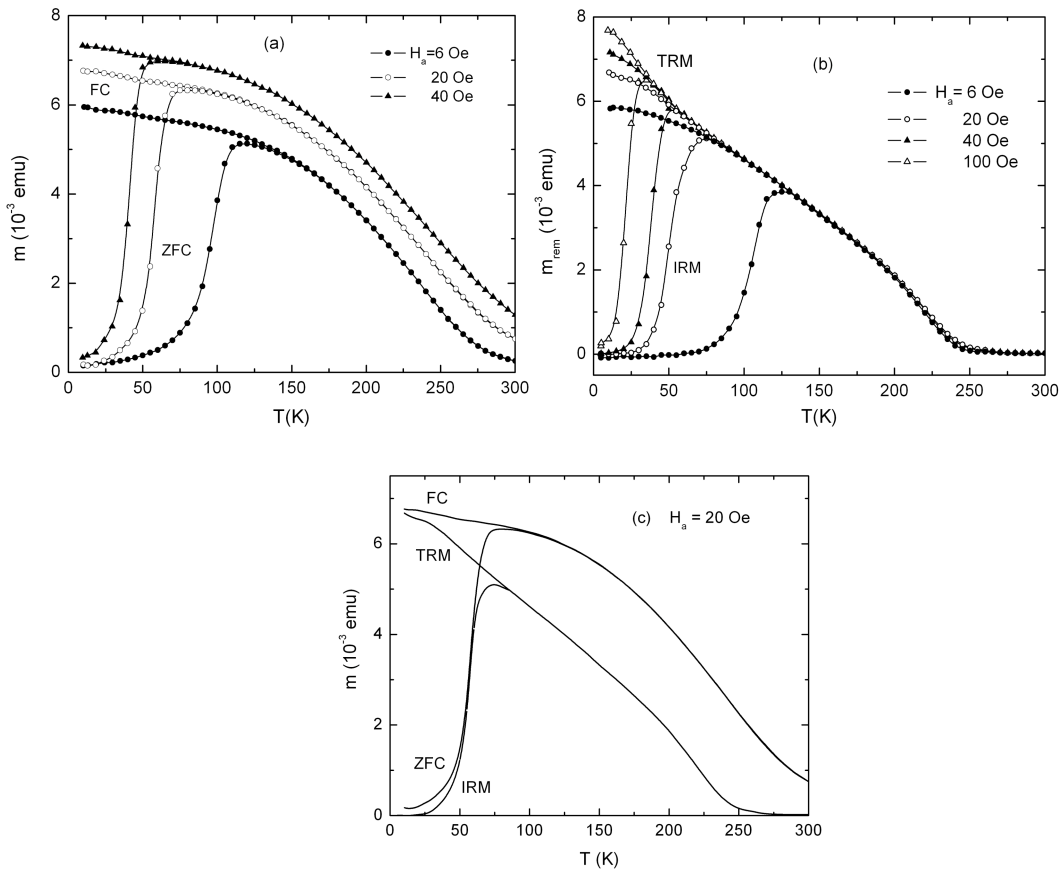 (a)
H_a=6 Oe
20 Oe
40 Oe
FC
ZFC
m (10^-3 emu)
8
6
4
2
0
0 50 100 150 200 250 300
T(K)
(b)
TRM
H_a = 6 Oe
20 Oe
40 Oe
100 Oe
IRM
m_rem (10^-3 emu)
8
6
4
2
0
0 50 100 150 200 250 300
T(K)
FC
(c) H_a = 20 Oe
TRM
ZFC
IRM
m (10^-3 emu)
6
4
2
0
0 50 100 150 200 250 300
T (K)